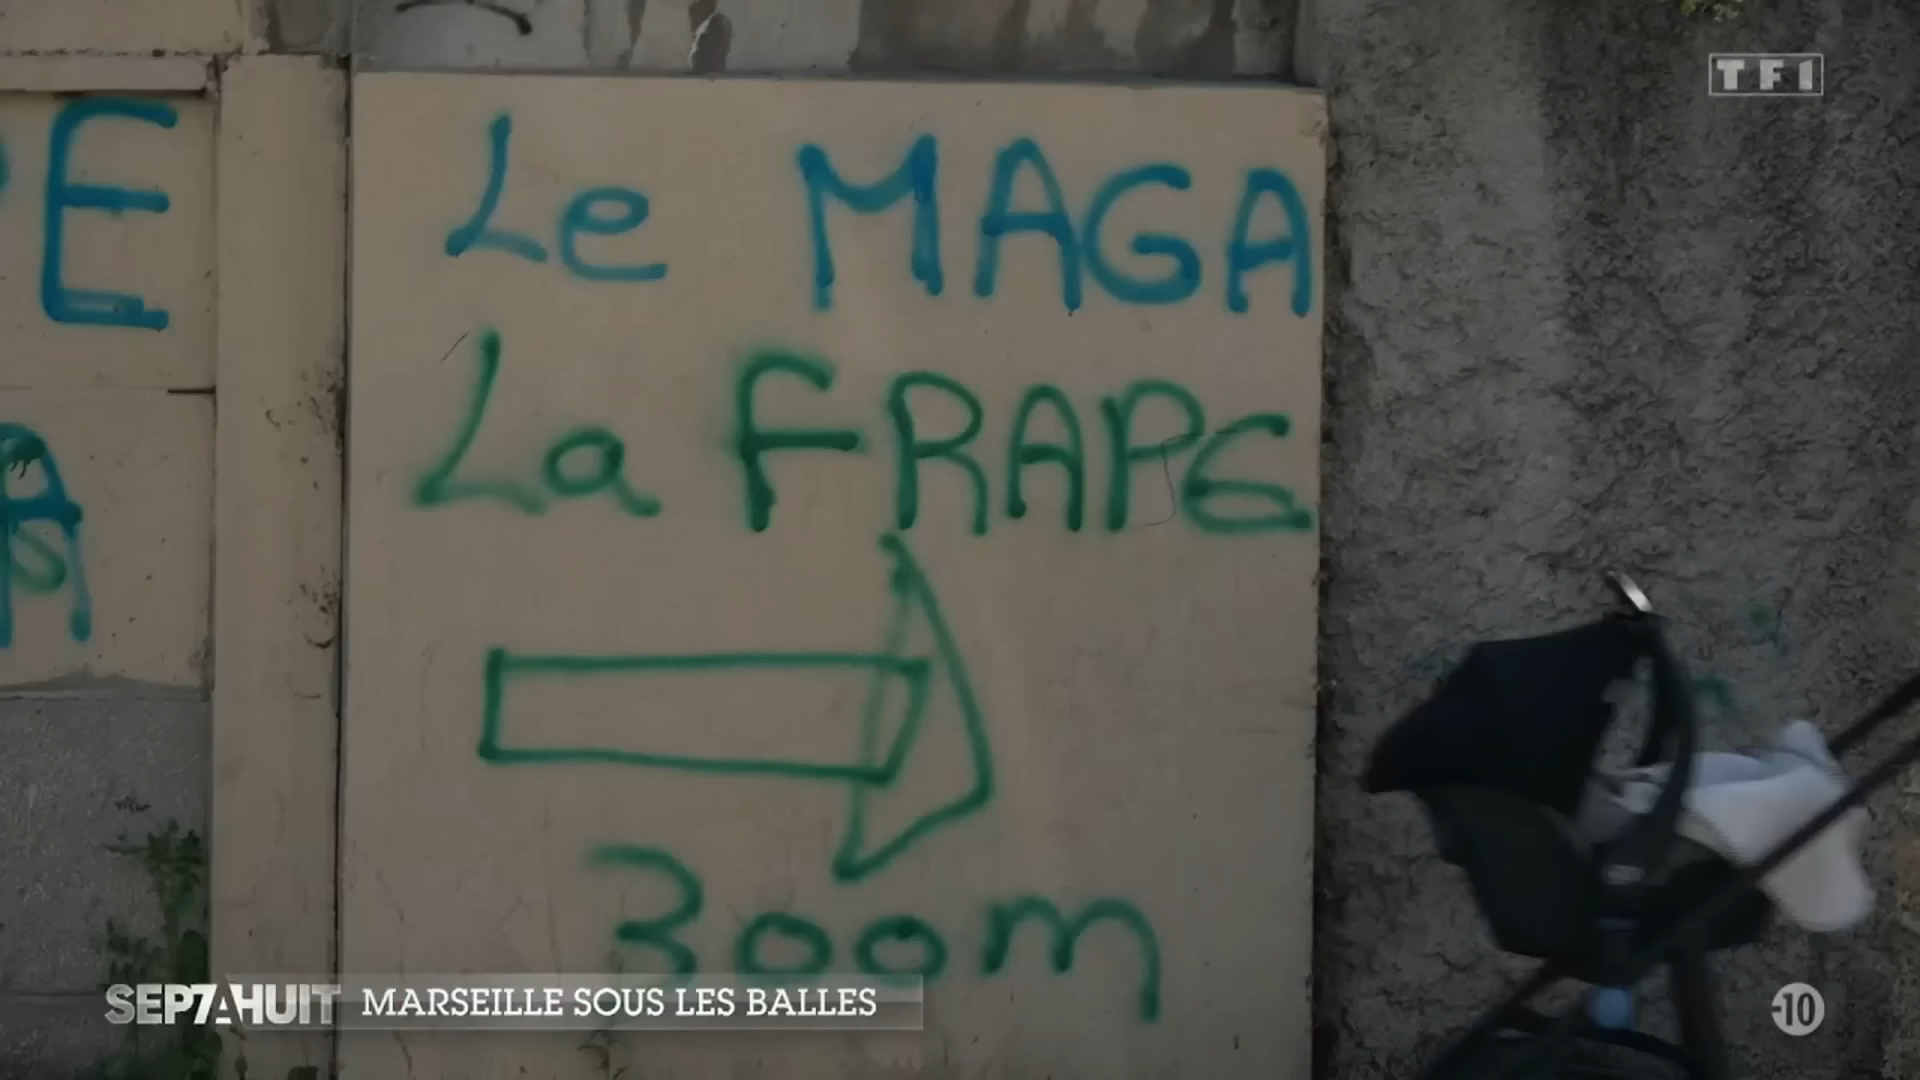 TF1
E
Le MAGA
La FRAPE
A
300m
SEPT À HUIT MARSEILLE SOUS LES BALLES
-10